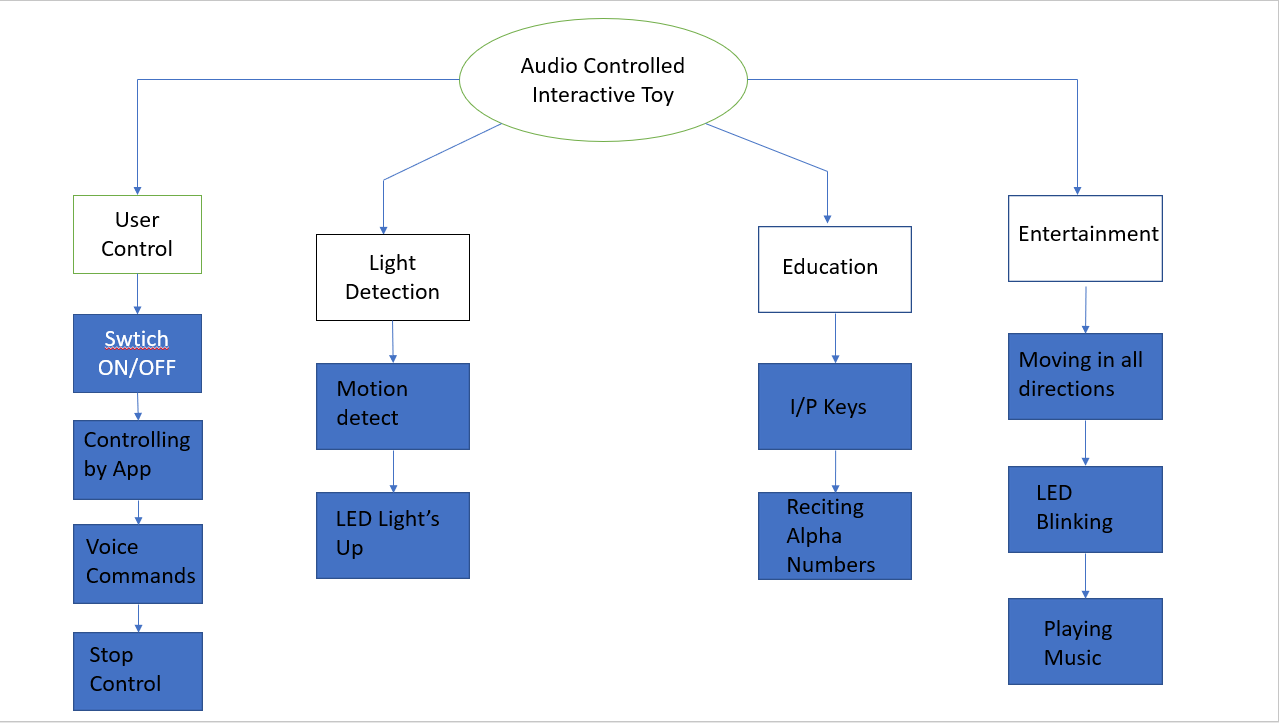 Audio Controlled
Interactive Toy
User
Control
Swtich
ON/OFF
Controlling
by App
Voice
Commands
Stop
Control
Light
Detection
Motion
detect
LED Light’s
Up
Education
I/P Keys
Reciting
Alpha
Numbers
Entertainment
Moving in all
directions
LED
Blinking
Playing
Music